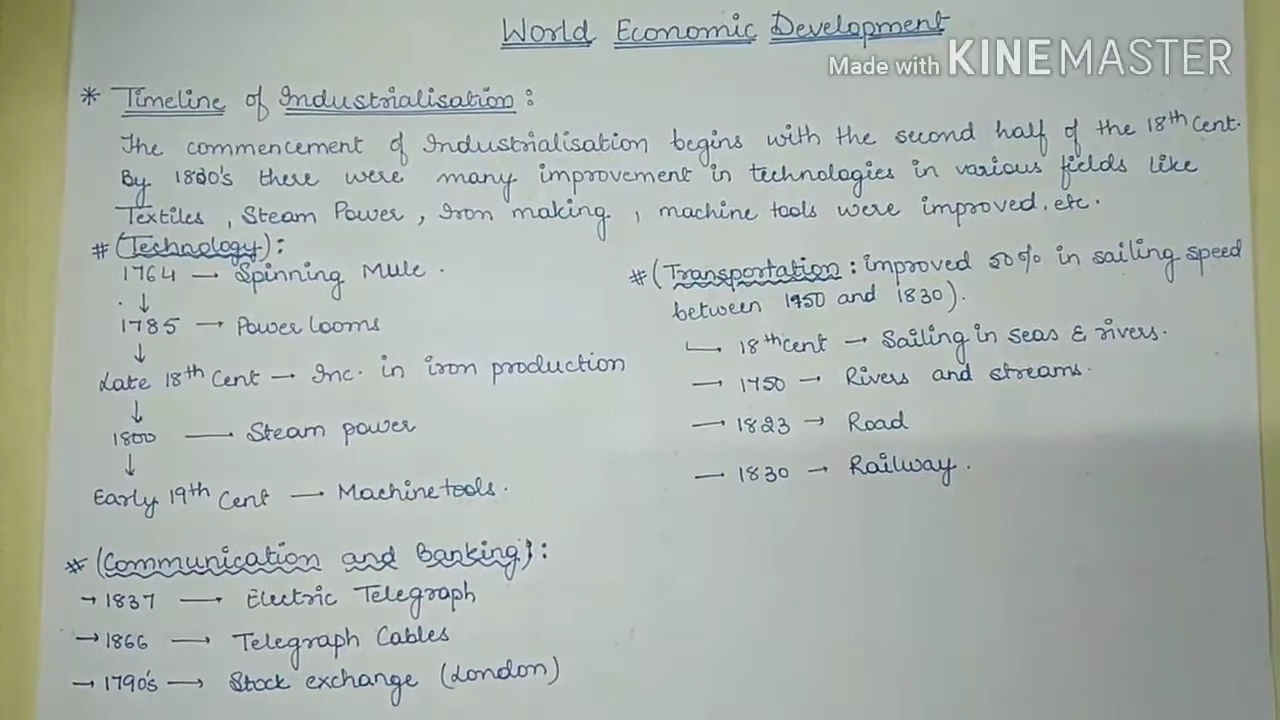 World Economic Development
Made with KINEMASTER
* Timeline of Industrialisation :
The commencement of Industrialisation begins with the second half of the 18th Cent.
By 1820's there were many improvement in technologies in various fields like
Textiles , Steam Power , Iron making , machine tools were improved. etc.
# (Technology) :
1764 — Spinning Mule .
↓
1785 → Power looms
↓
Late 18th Cent — Inc. in iron production
↓
1800 — Steam power
↓
Early 19th Cent — Machine tools.
# (Transportation : improved 50% in sailing speed
between 1750 and 1830).
18th cent → Sailing in seas & rivers.
— 1750 → Rivers and streams.
— 1823 → Road
— 1830 → Railway.
# (Communication and Banking) :
→ 1837 → Electric Telegraph
→ 1866 → Telegraph Cables
→ 1790's → Stock exchange (London)